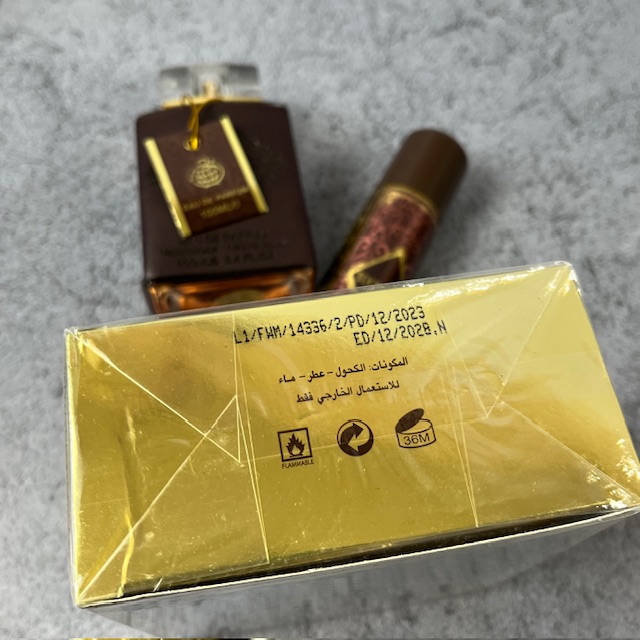 EAU DE PARFUM
100ML
L1/FWM/14336/2/PD/12/2023
ED/12/2028.N
المكونات: الكحول - عطر - ماء
للاستعمال الخارجي فقط
FLAMMABLE
36M